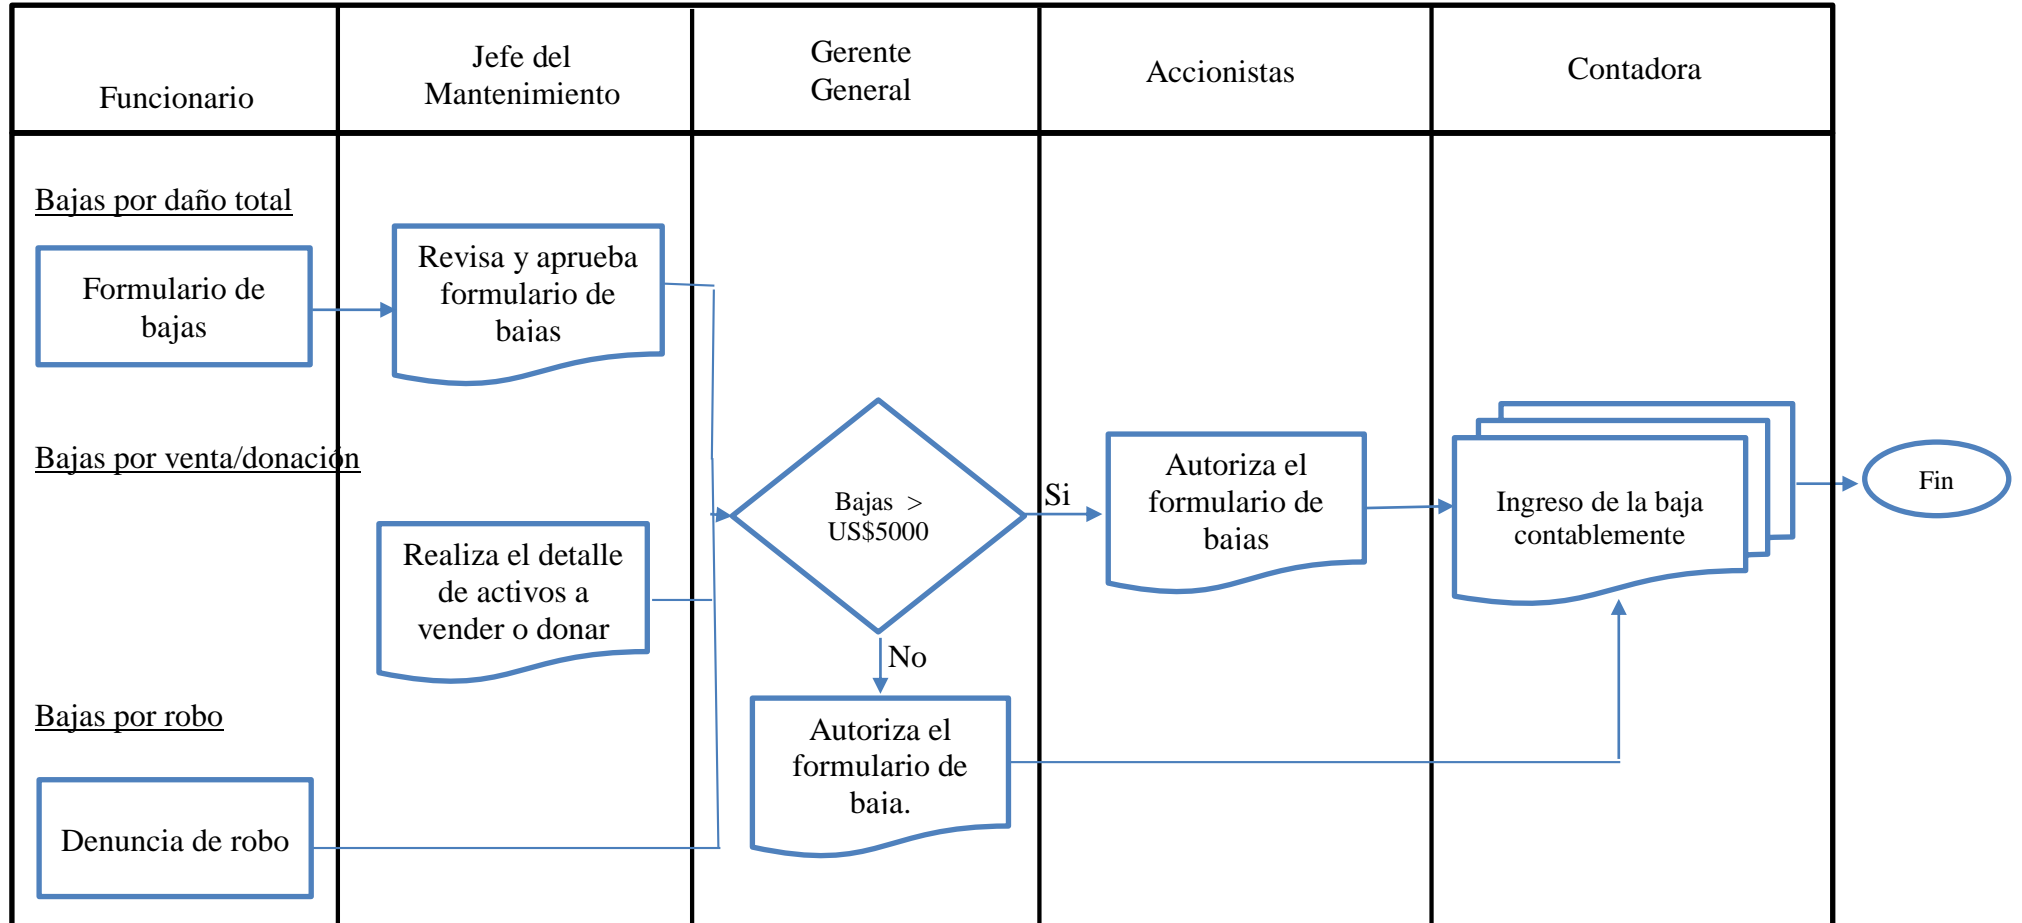 Funcionario
Jefe del
Mantenimiento
Gerente
General
Accionistas
Contadora
Bajas por daño total
Formulario de
bajas
Revisa y aprueba
formulario de
bajas
Bajas por venta/donación
Realiza el detalle
de activos a
vender o donar
Bajas >
US$5000
Si
No
Autoriza el
formulario de
bajas
Ingreso de la baja
contablemente
Fin
Autoriza el
formulario de
baja.
Bajas por robo
Denuncia de robo